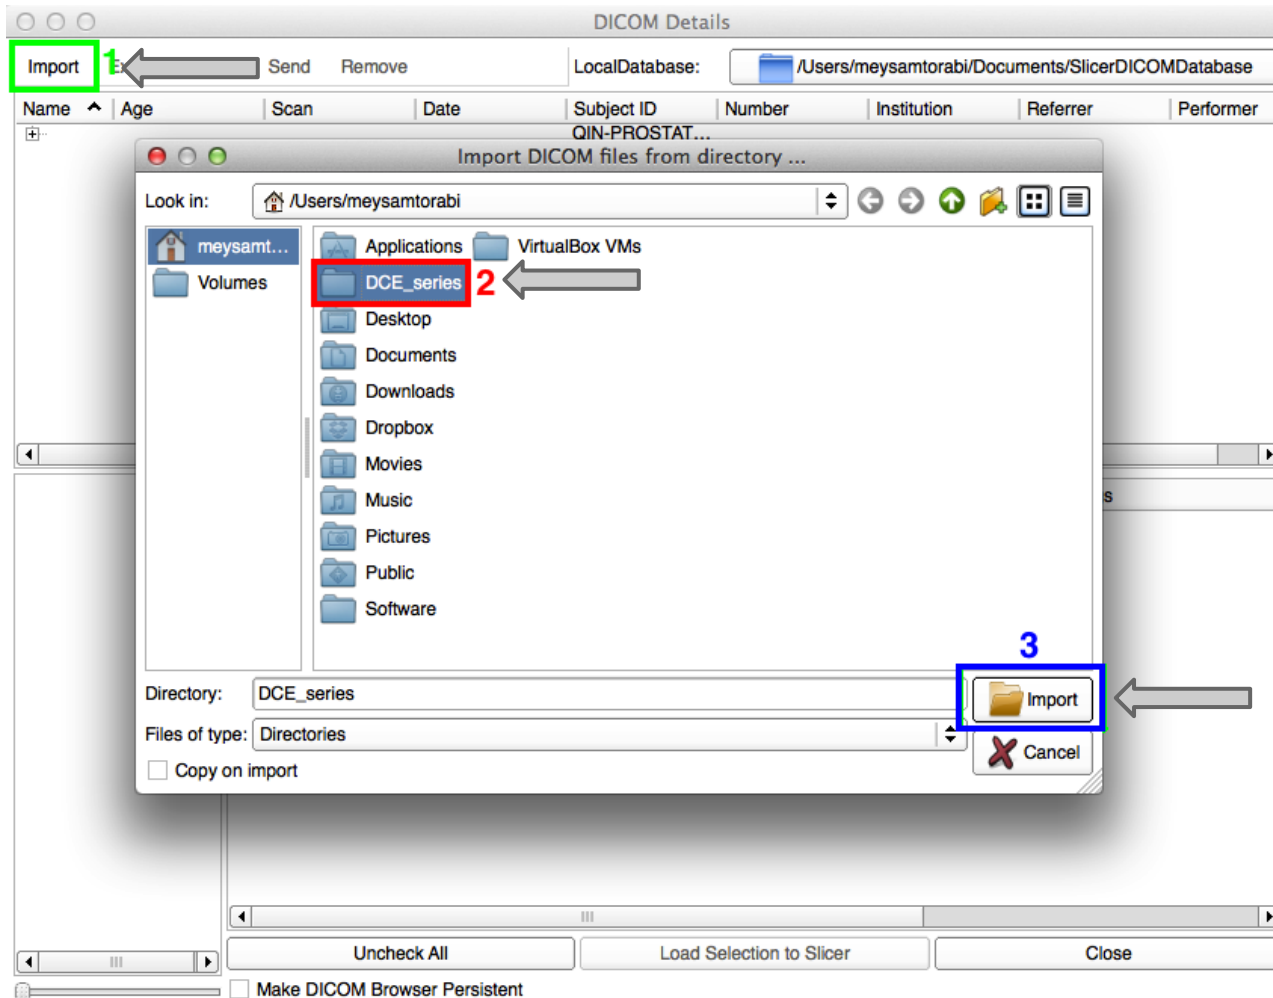 DICOM Details
Import 1 Send Remove LocalDatabase: /Users/meysamtorabi/Documents/SlicerDICOMDatabase
Name Age Scan Date Subject ID Number Institution Referrer Performer
QIN-PROSTAT...
Import DICOM files from directory ...
Look in: /Users/meysamtorabi
meysamt... Applications VirtualBox VMs
Volumes DCE_series 2
Desktop
Documents
Downloads
Dropbox
Movies
Music
Pictures
Public
Software
3
Directory: DCE_series Import
Files of type: Directories
Cancel
Copy on import
Uncheck All Load Selection to Slicer Close
Make DICOM Browser Persistent